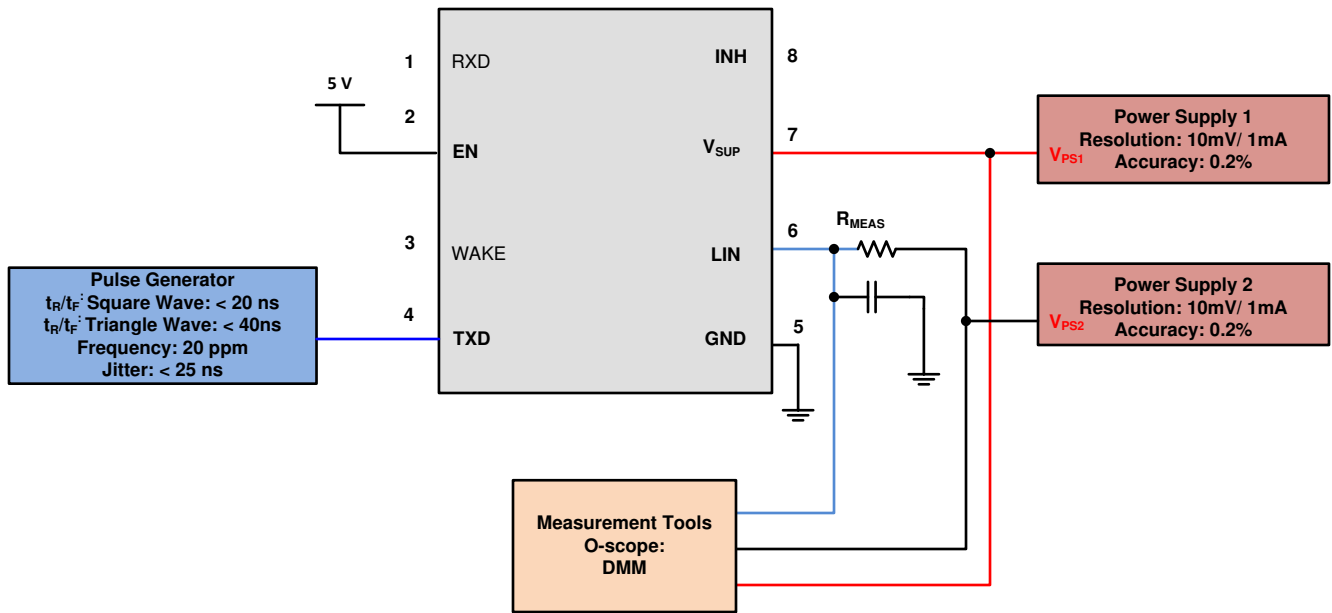 1
RXD
INH
8
5 V
2
EN
VSUP
7
Power Supply 1
Resolution: 10mV/ 1mA
Accuracy: 0.2%
VPS1
3
WAKE
LIN
6
RMEAS
Pulse Generator
tR/tF: Square Wave: < 20 ns
tR/tF: Triangle Wave: < 40ns
Frequency: 20 ppm
Jitter: < 25 ns
4
TXD
GND
5
Power Supply 2
Resolution: 10mV/ 1mA
Accuracy: 0.2%
VPS2
Measurement Tools
O-scope:
DMM